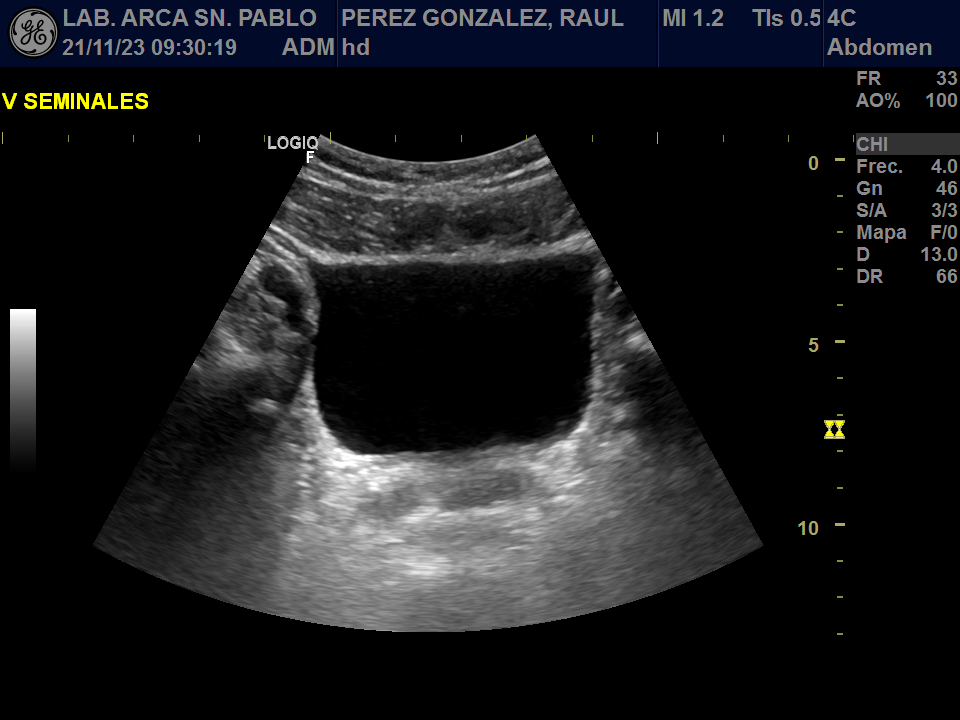 LAB. ARCA SN. PABLO
21/11/23 09:30:19 ADM
PEREZ GONZALEZ, RAUL
hd
MI 1.2 TIs 0.5
4C
Abdomen
FR 33
AO% 100
V SEMINALES
LOGIQ
F
CHI
Frec. 4.0
Gn 46
S/A 3/3
Mapa F/0
D 13.0
DR 66
0
5
10